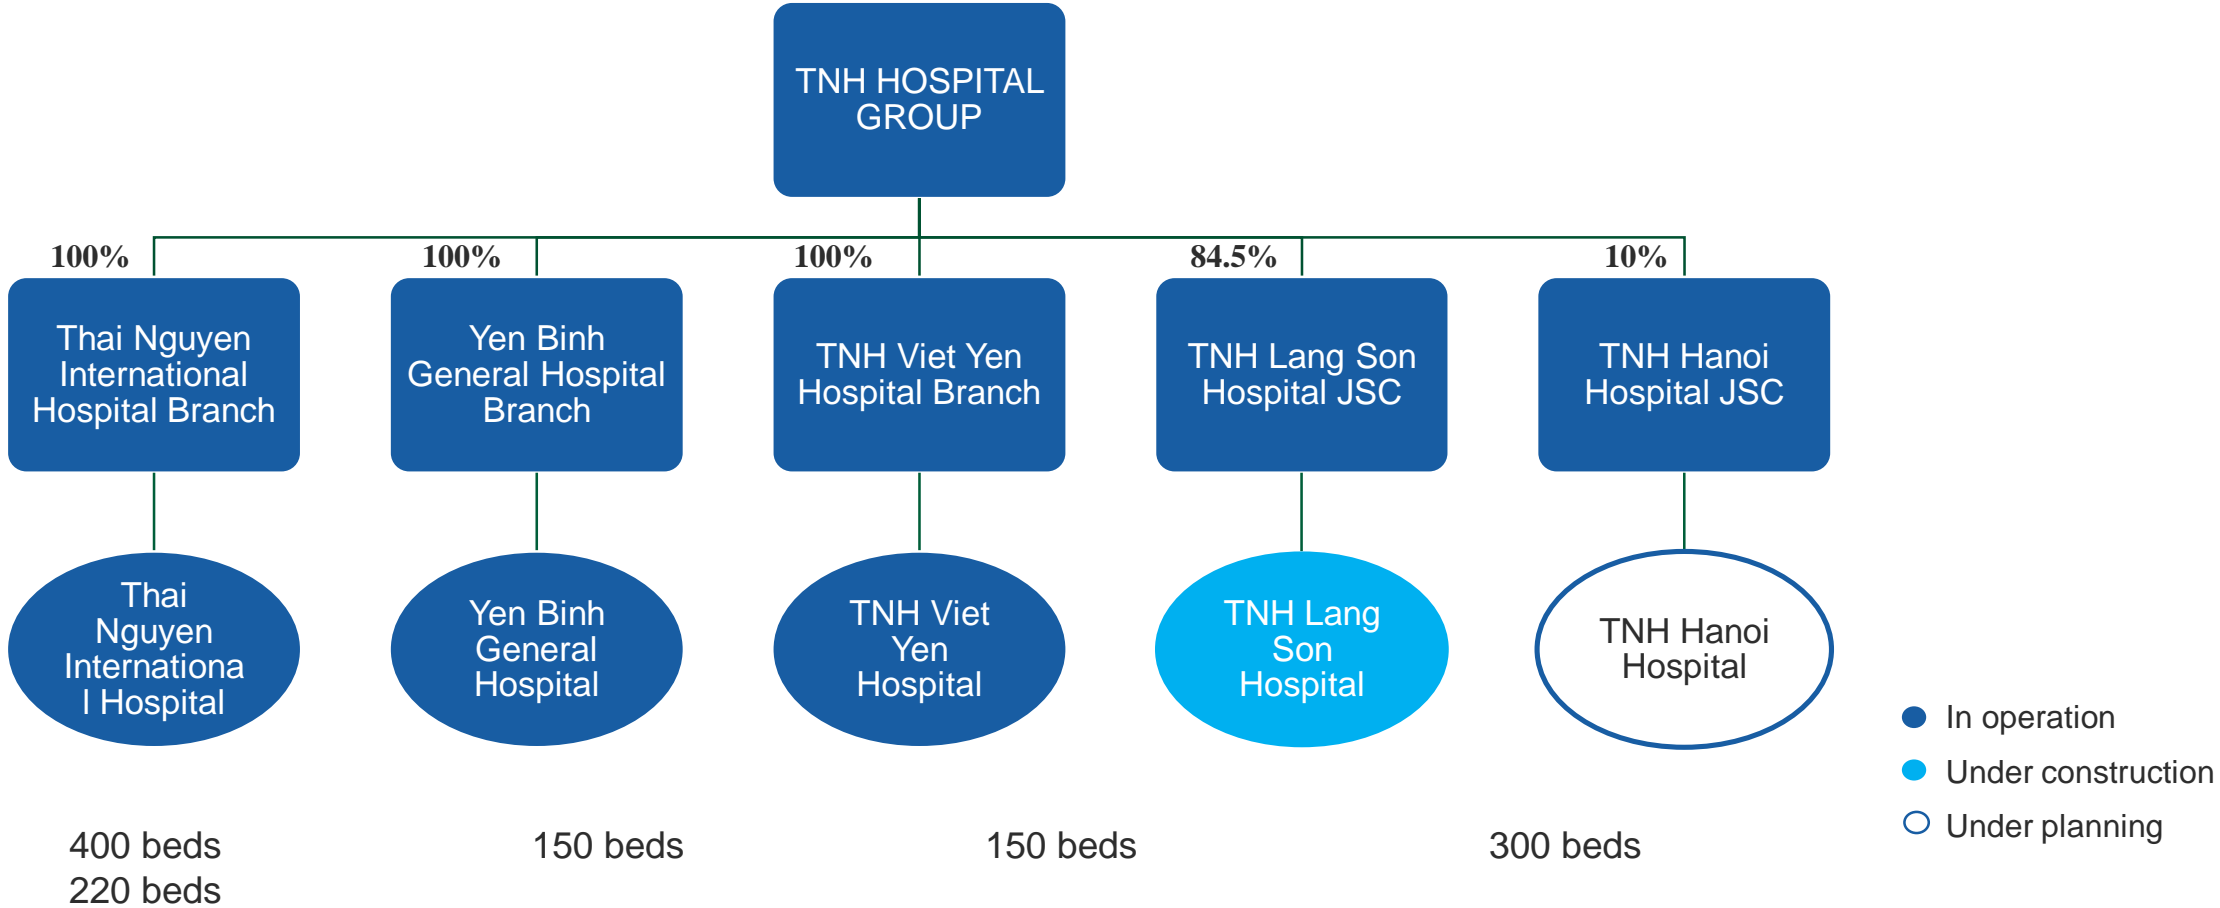 TNH HOSPITAL
GROUP
100%
100%
100%
84.5%
10%
Thai Nguyen
International
Hospital Branch
Yen Binh
General Hospital
Branch
TNH Viet Yen
Hospital Branch
TNH Lang Son
Hospital JSC
TNH Hanoi
Hospital JSC
Thai
Nguyen
Internationa
l Hospital
Yen Binh
General
Hospital
TNH Viet
Yen
Hospital
TNH Lang
Son
Hospital
TNH Hanoi
Hospital
In operation
Under construction
Under planning
400 beds
150 beds
150 beds
300 beds
220 beds